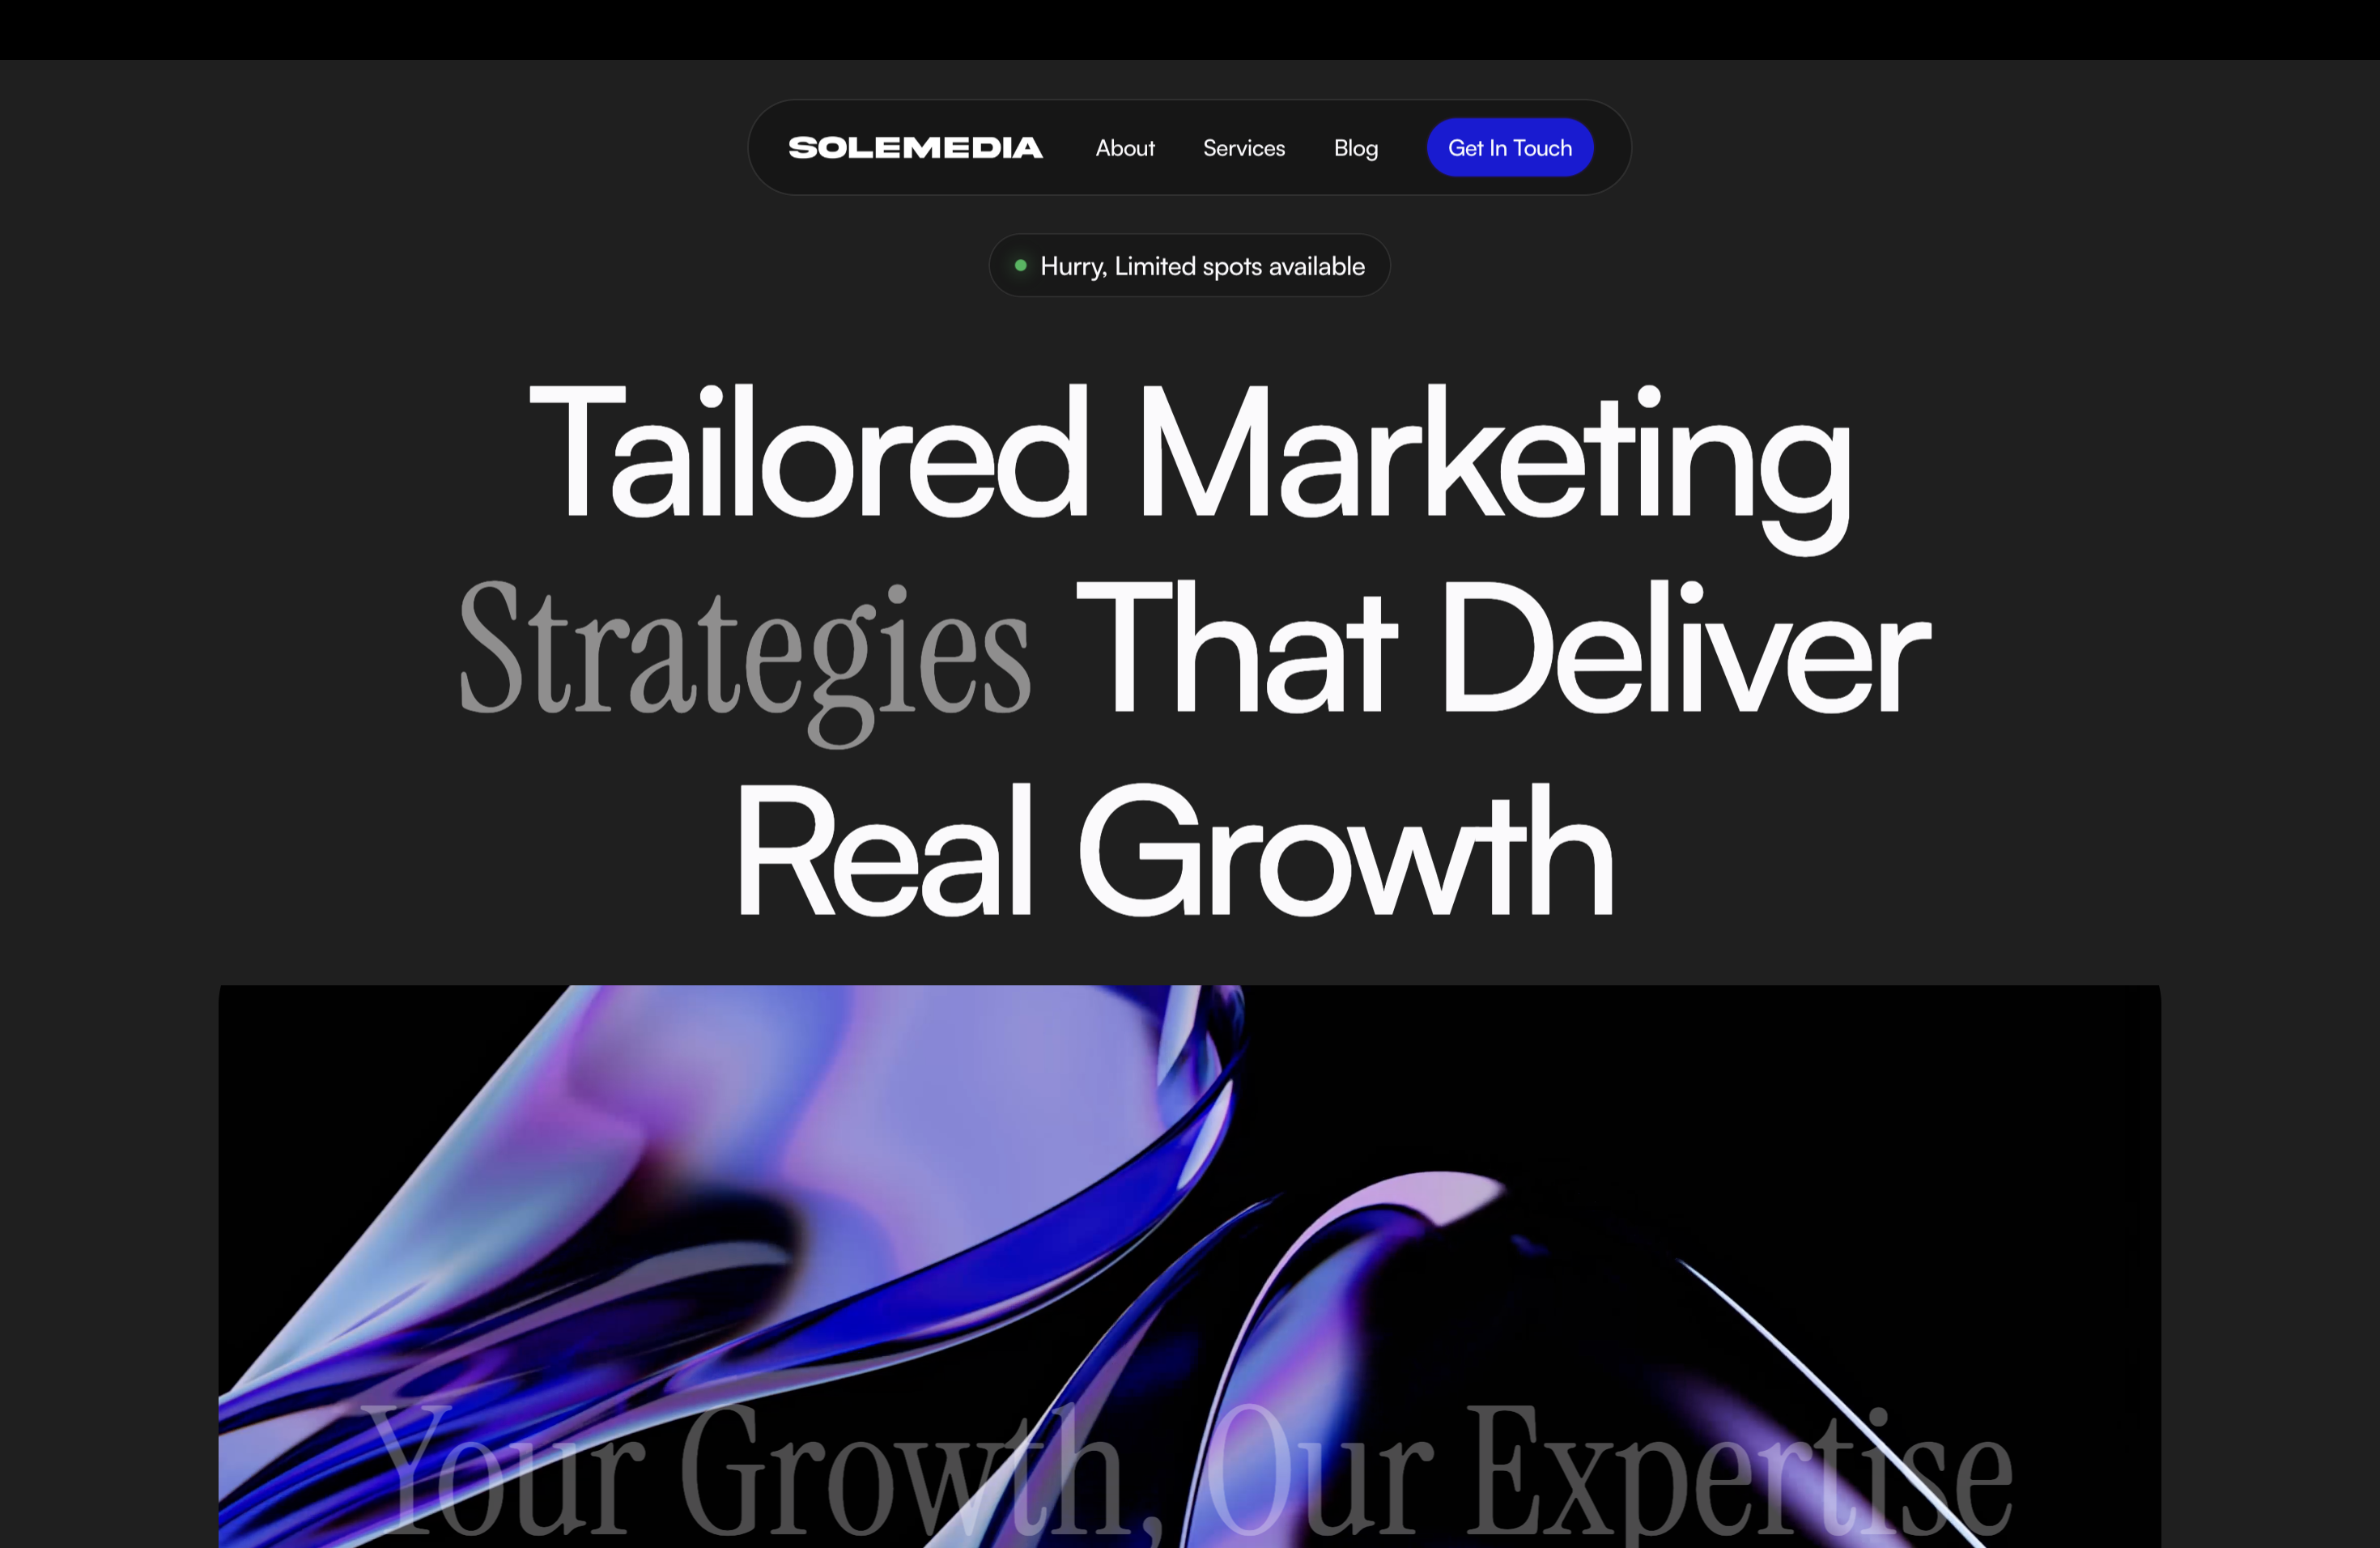 SOLEMEDIA About Services Blog Get In Touch
Hurry, Limited spots available
Tailored Marketing
Strategies That Deliver
Real Growth
Your Growth, Our Expertise